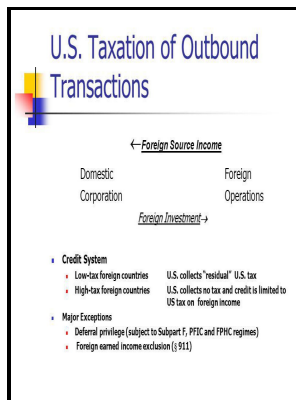 U.S. Taxation of Outbound
Transactions
←Foreign Source Income
Domestic Foreign
Corporation Operations
Foreign Investment→
Credit System
Low-tax foreign countries U.S. collects "residual" U.S. tax
High-tax foreign countries U.S. collects no tax and credit is limited to
US tax on foreign income
Major Exceptions
Deferral privilege (subject to Subpart F, PFIC and FPHC regimes)
Foreign earned income exclusion (§ 911)